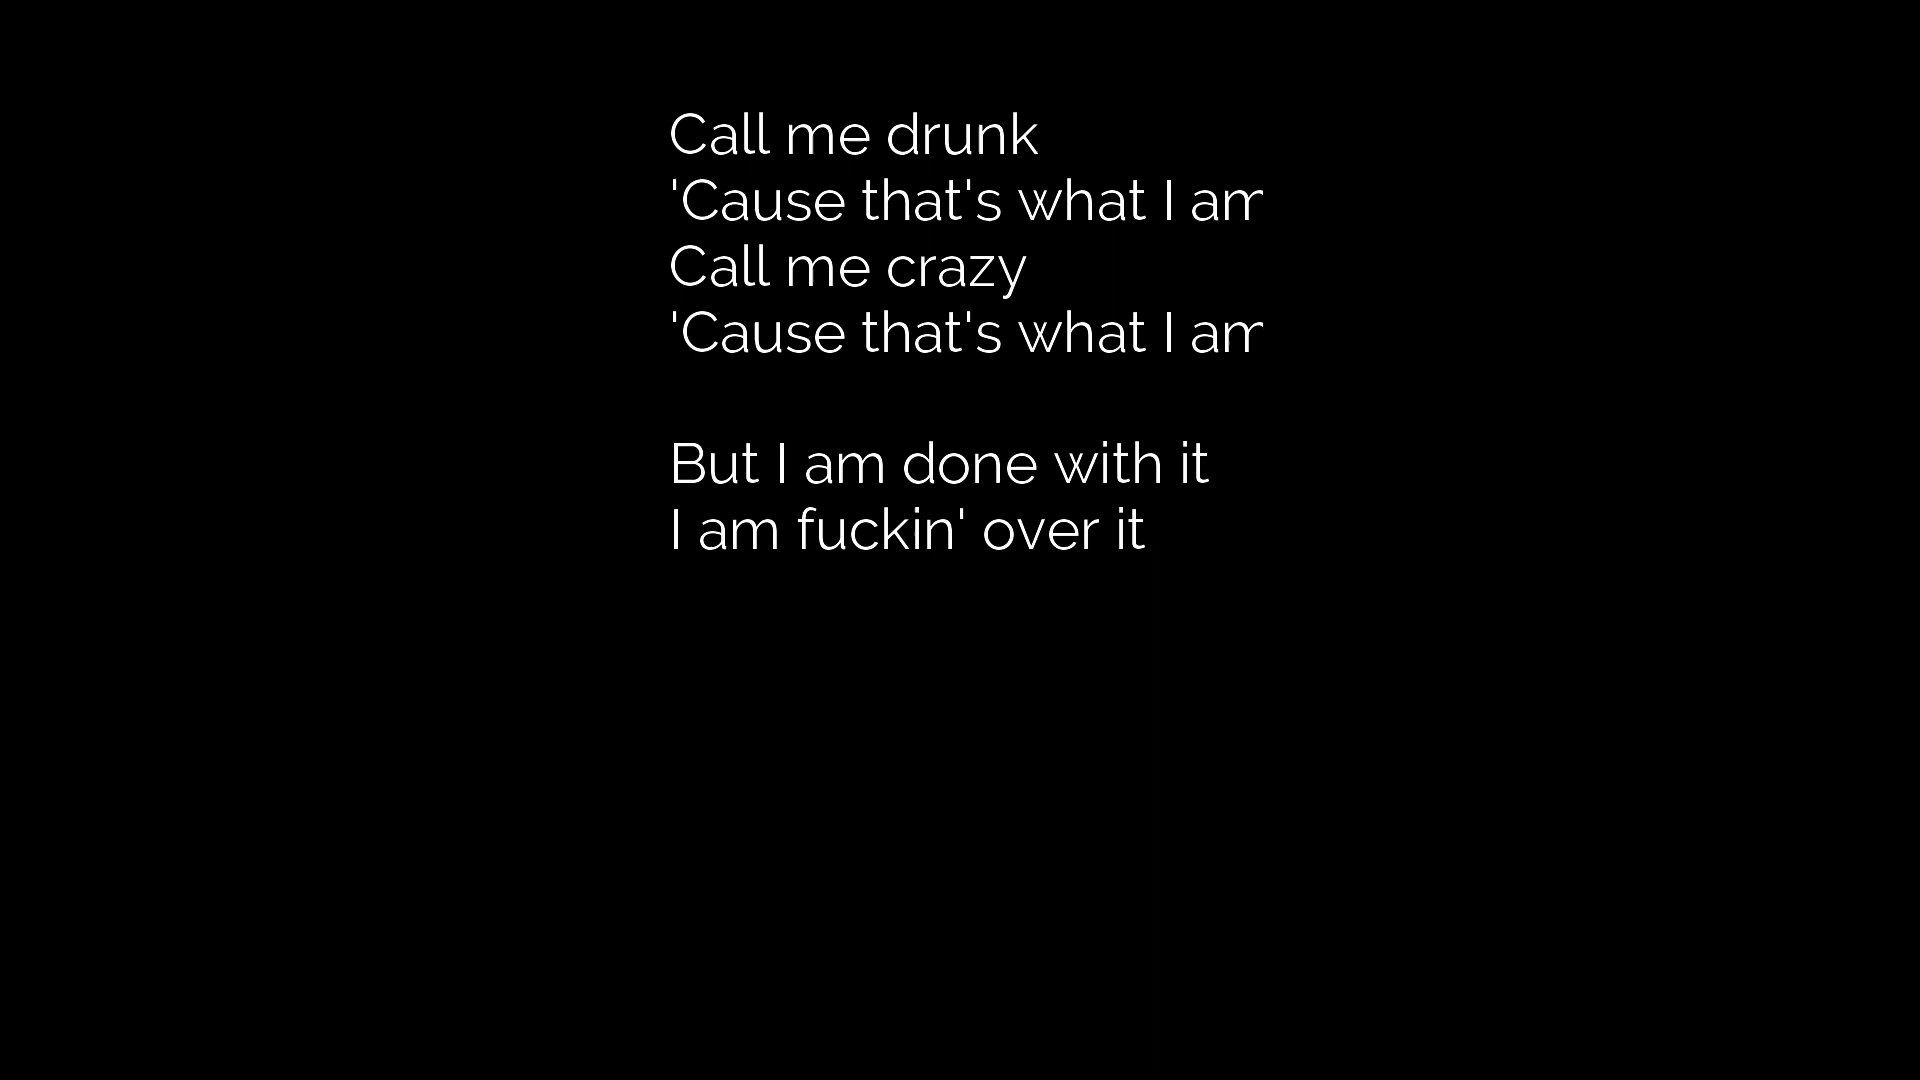 Call me drunk
'Cause that's what I am
Call me crazy
'Cause that's what I am
But I am done with it
I am fuckin' over it